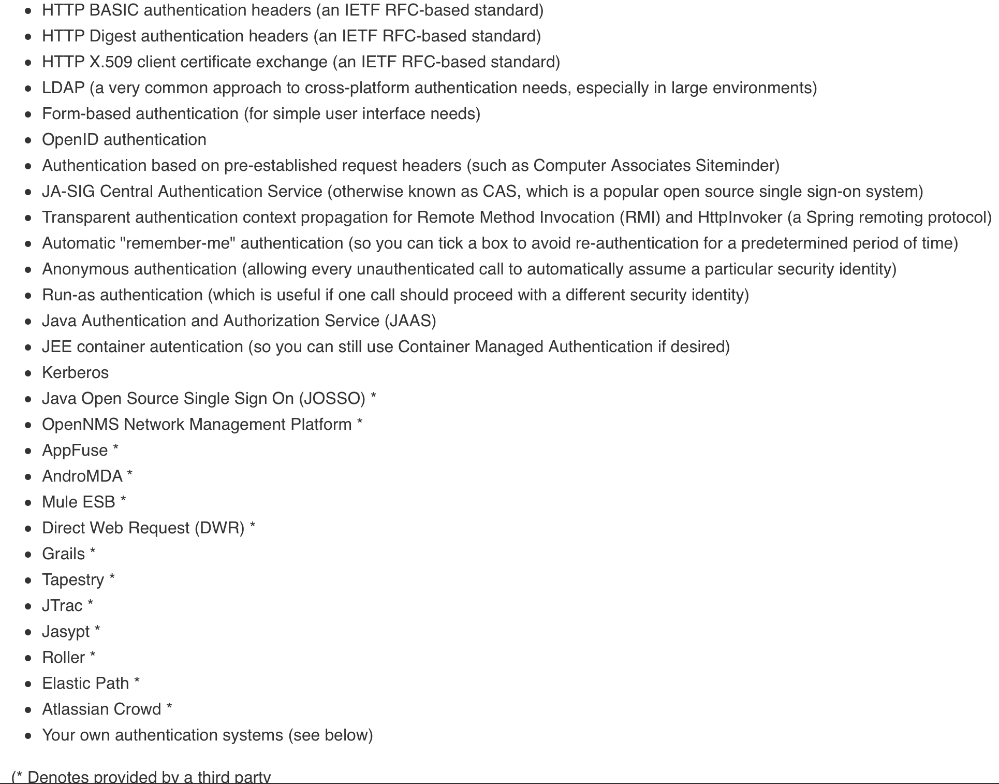 • HTTP BASIC authentication headers (an IETF RFC-based standard)
• HTTP Digest authentication headers (an IETF RFC-based standard)
• HTTP X.509 client certificate exchange (an IETF RFC-based standard)
• LDAP (a very common approach to cross-platform authentication needs, especially in large environments)
• Form-based authentication (for simple user interface needs)
• OpenID authentication
• Authentication based on pre-established request headers (such as Computer Associates Siteminder)
• JA-SIG Central Authentication Service (otherwise known as CAS, which is a popular open source single sign-on system)
• Transparent authentication context propagation for Remote Method Invocation (RMI) and HttpInvoker (a Spring remoting protocol)
• Automatic "remember-me" authentication (so you can tick a box to avoid re-authentication for a predetermined period of time)
• Anonymous authentication (allowing every unauthenticated call to automatically assume a particular security identity)
• Run-as authentication (which is useful if one call should proceed with a different security identity)
• Java Authentication and Authorization Service (JAAS)
• JEE container autentication (so you can still use Container Managed Authentication if desired)
• Kerberos
• Java Open Source Single Sign On (JOSSO) *
• OpenNMS Network Management Platform *
• AppFuse *
• AndroMDA *
• Mule ESB *
• Direct Web Request (DWR) *
• Grails *
• Tapestry *
• JTrac *
• Jasypt *
• Roller *
• Elastic Path *
• Atlassian Crowd *
• Your own authentication systems (see below)
(* Denotes provided by a third party